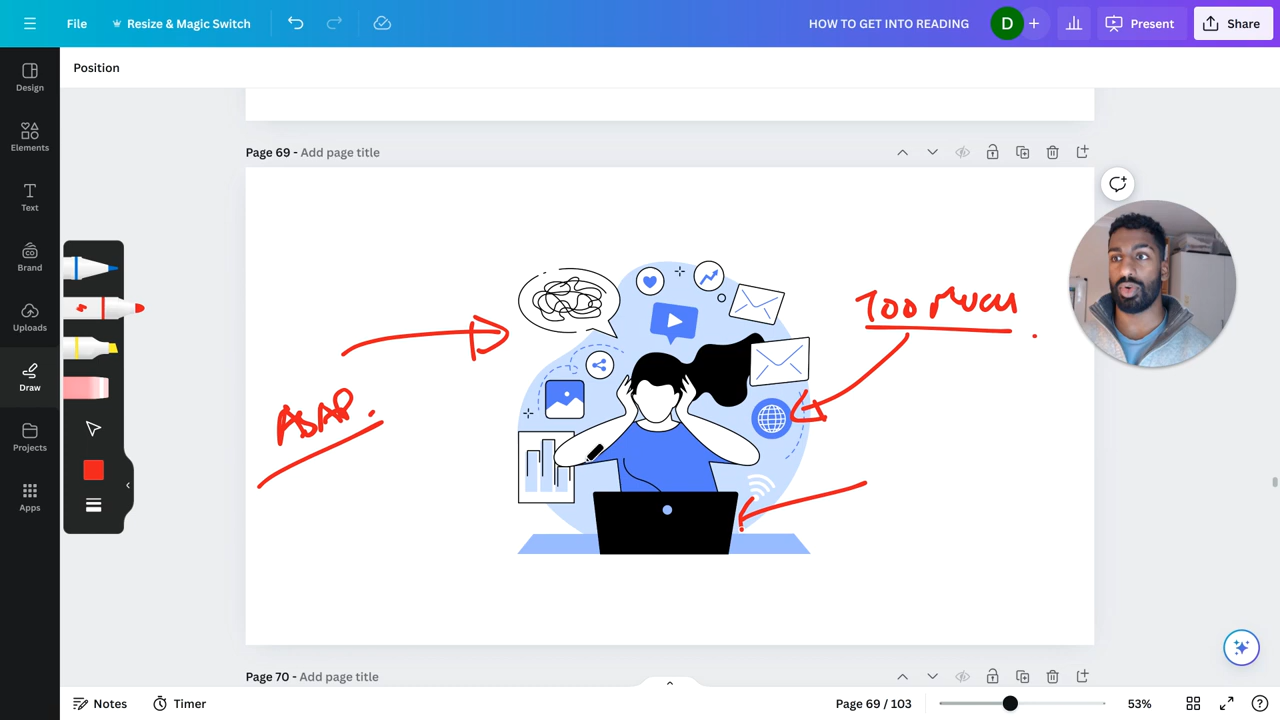 File
Resize & Magic Switch
HOW TO GET INTO READING
D
Present
Share
Design
Elements
Text
Brand
Uploads
Draw
Projects
Apps
Position
Page 69 - Add page title
TOO MUCH
ASAP.
Page 70 - Add page title
Notes
Timer
Page 69 / 103
53%